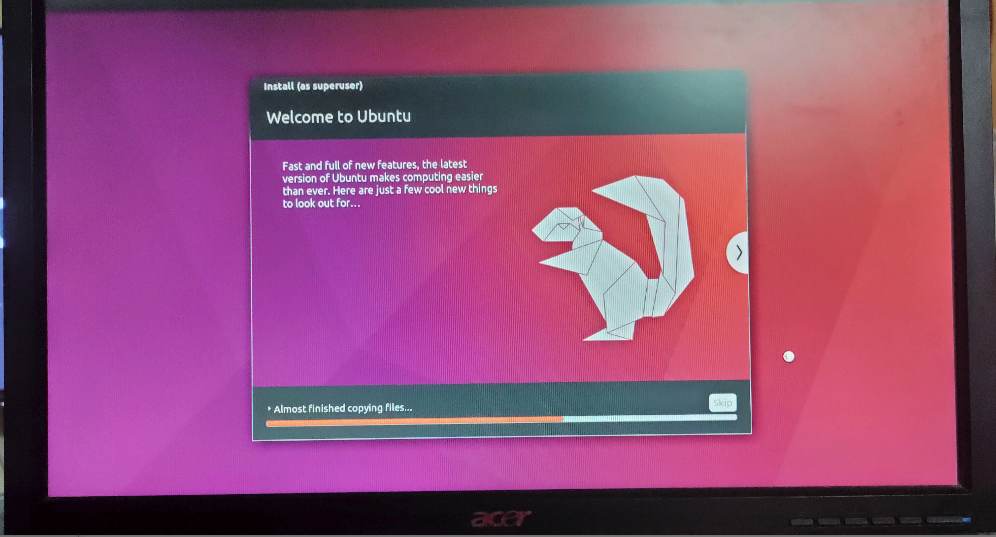 Install (as superuser)
Welcome to Ubuntu
Fast and full of new features, the latest
version of Ubuntu makes computing easier
than ever. Here are just a few cool new things
to look out for...
Almost finished copying files...
Skip
acer